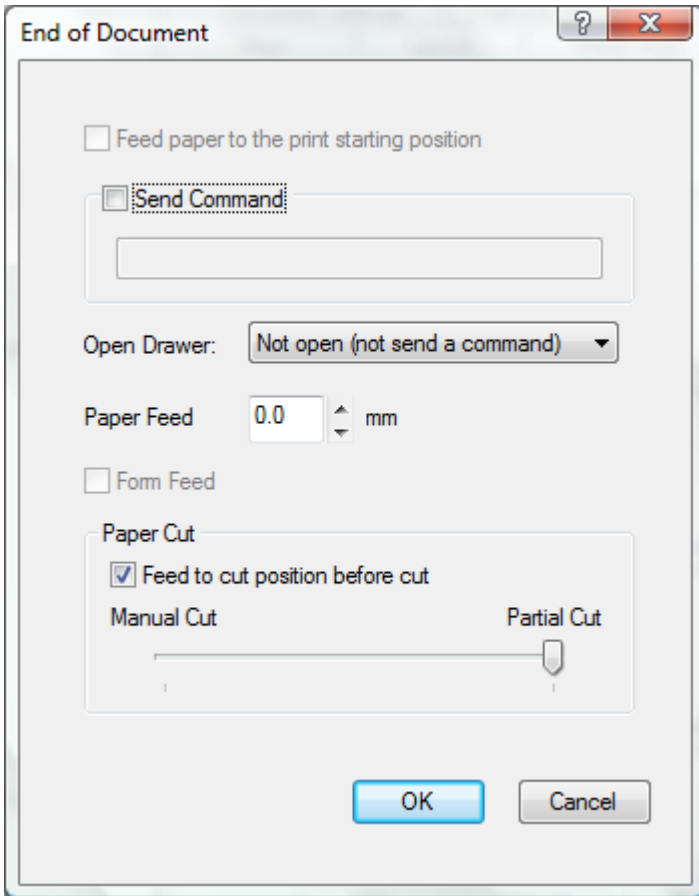 End of Document
?
Feed paper to the print starting position
Send Command
Open Drawer: Not open (not send a command)
Paper Feed 0.0 mm
Form Feed
Paper Cut
Feed to cut position before cut
Manual Cut Partial Cut
OK Cancel